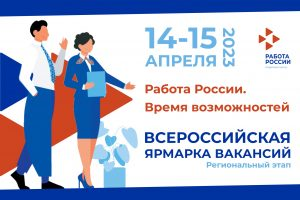 14-15
АПРЕЛЯ
2023
РАБОТА
РОССИИ
Работа России.
Время возможностей
ВСЕРОССИЙСКАЯ
ЯРМАРКА ВАКАНСИЙ
Региональный этап